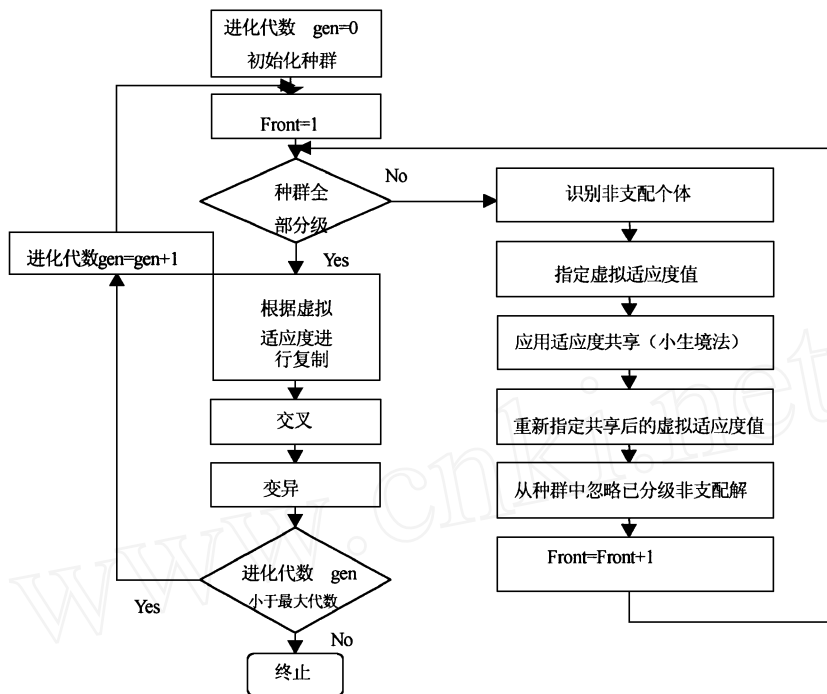 进化代数 gen=0
初始化种群
Front=1
种群全
部分级
No
Yes
进化代数gen=gen+1
根据虚拟
适应度进
行复制
交叉
变异
进化代数 gen
小于最大代数
Yes
No
终止
识别非支配个体
指定虚拟适应度值
应用适应度共享（小生境法）
重新指定共享后的虚拟适应度值
从种群中忽略已分级非支配解
Front=Front+1
www.cnki.net